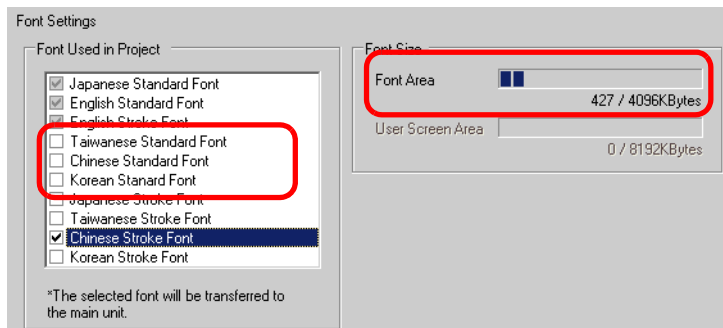 Font Settings
Font Used in Project
Japanese Standard Font
English Standard Font
English Stroke Font
Taiwanese Standard Font
Chinese Standard Font
Korean Stanard Font
Japanese Stroke Font
Taiwanese Stroke Font
Chinese Stroke Font
Korean Stroke Font
*The selected font will be transferred to
the main unit.
Font Size
Font Area
427 / 4096KBytes
User Screen Area
0 / 8192KBytes